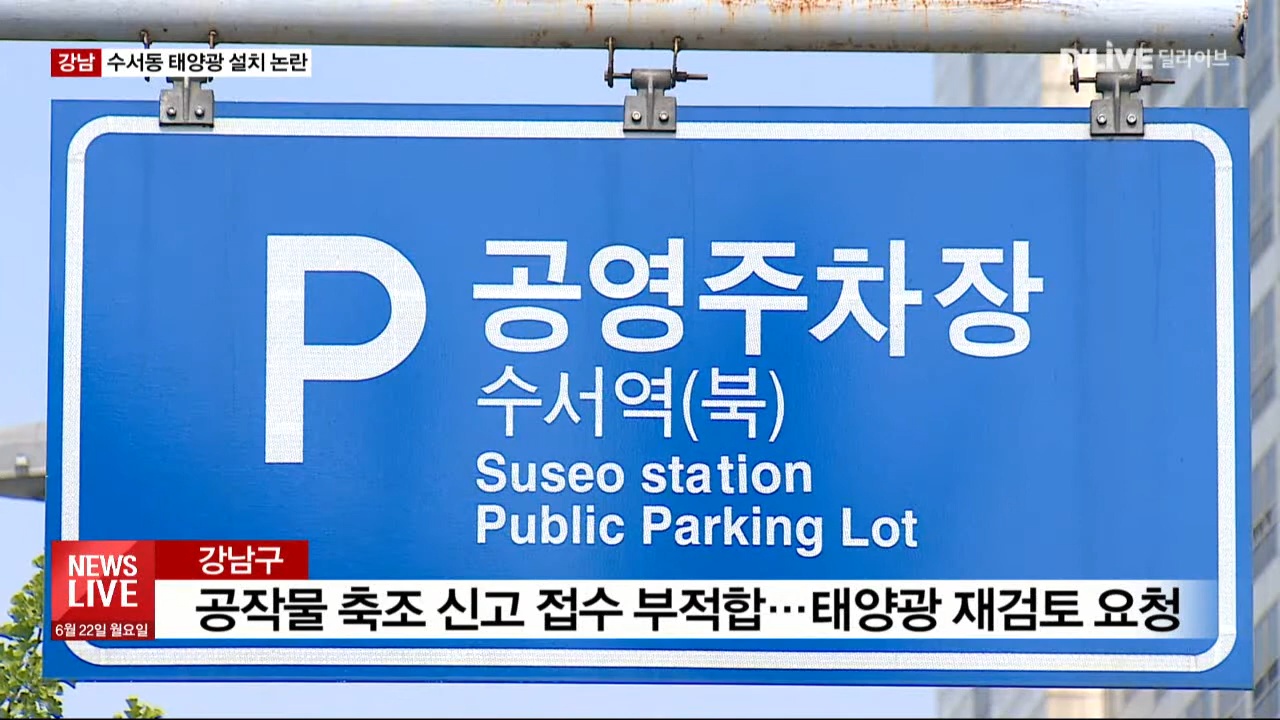 강남 수서동 태양광 설치 논란
D'LIVE 딜라이브
P 공영주차장
수서역(북)
Suseo station
Public Parking Lot
NEWS
LIVE
6월 22일 월요일
강남구
공작물 축조 신고 접수 부적합…태양광 재검토 요청